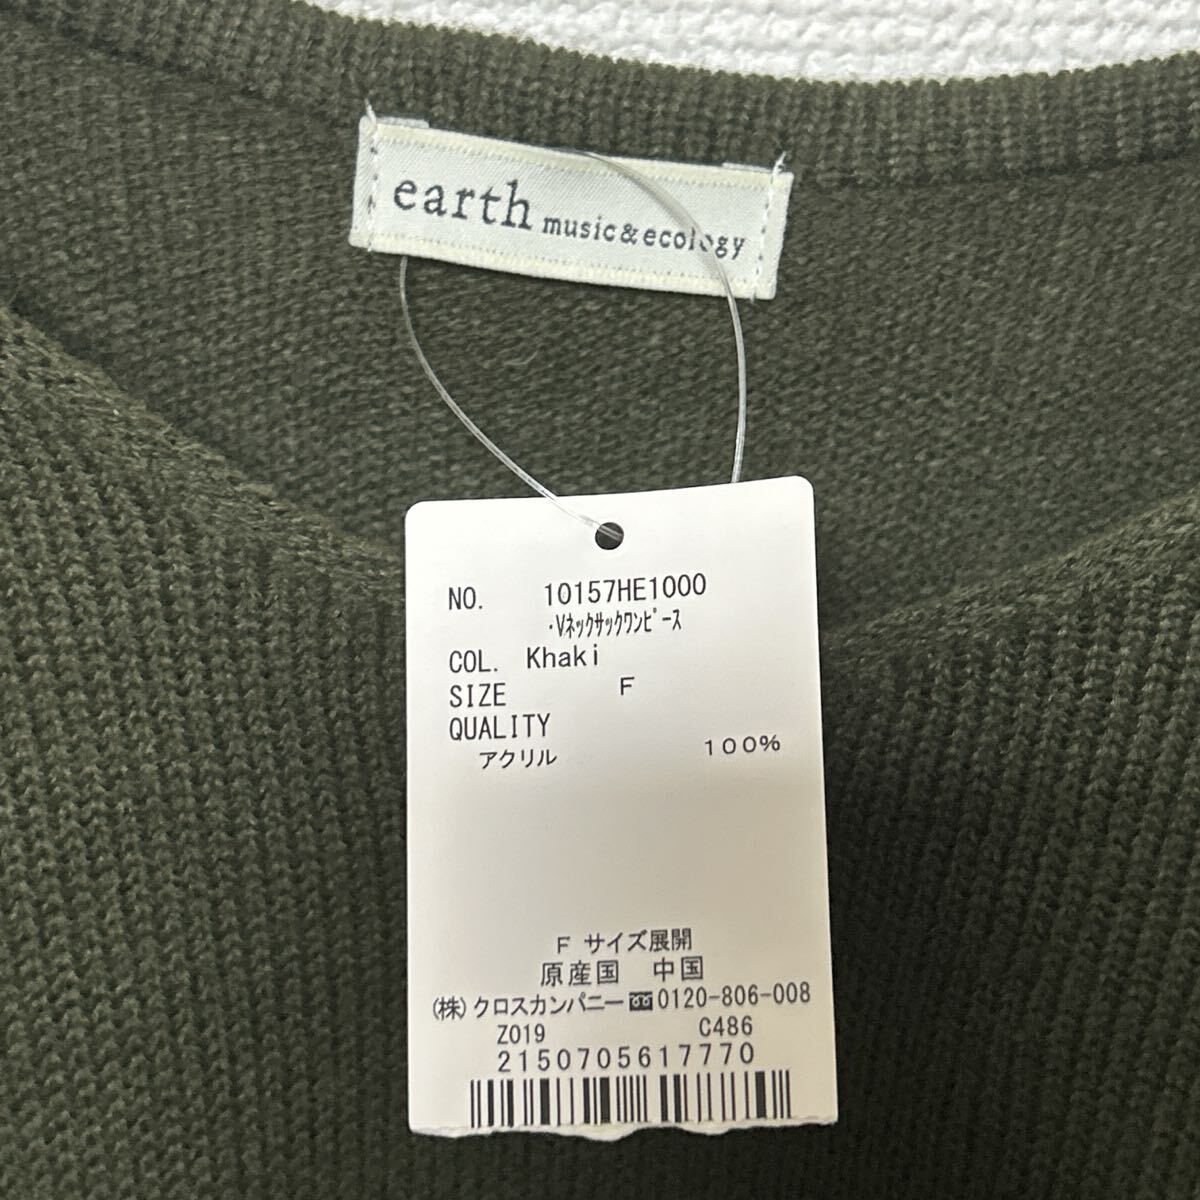 earth music&ecology
NO. 10157HE1000
・Vﾈｯｸｻｯｸﾜﾝﾋﾟｰｽ
COL. Khaki
SIZE F
QUALITY
アクリル 100%
F サイズ展開
原産国 中国
(株)クロスカンパニー 0120-806-008
Z019 C486
2150705617770